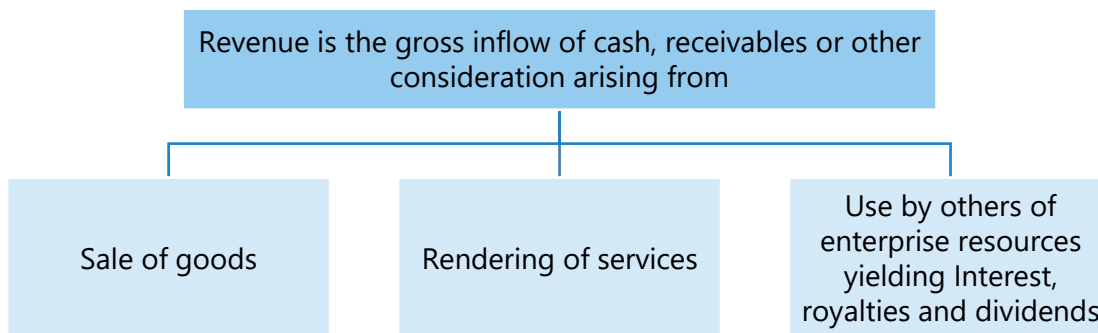 Revenue is the gross inflow of cash, receivables or other
consideration arising from
Sale of goods
Rendering of services
Use by others of
enterprise resources
yielding Interest,
royalties and dividends